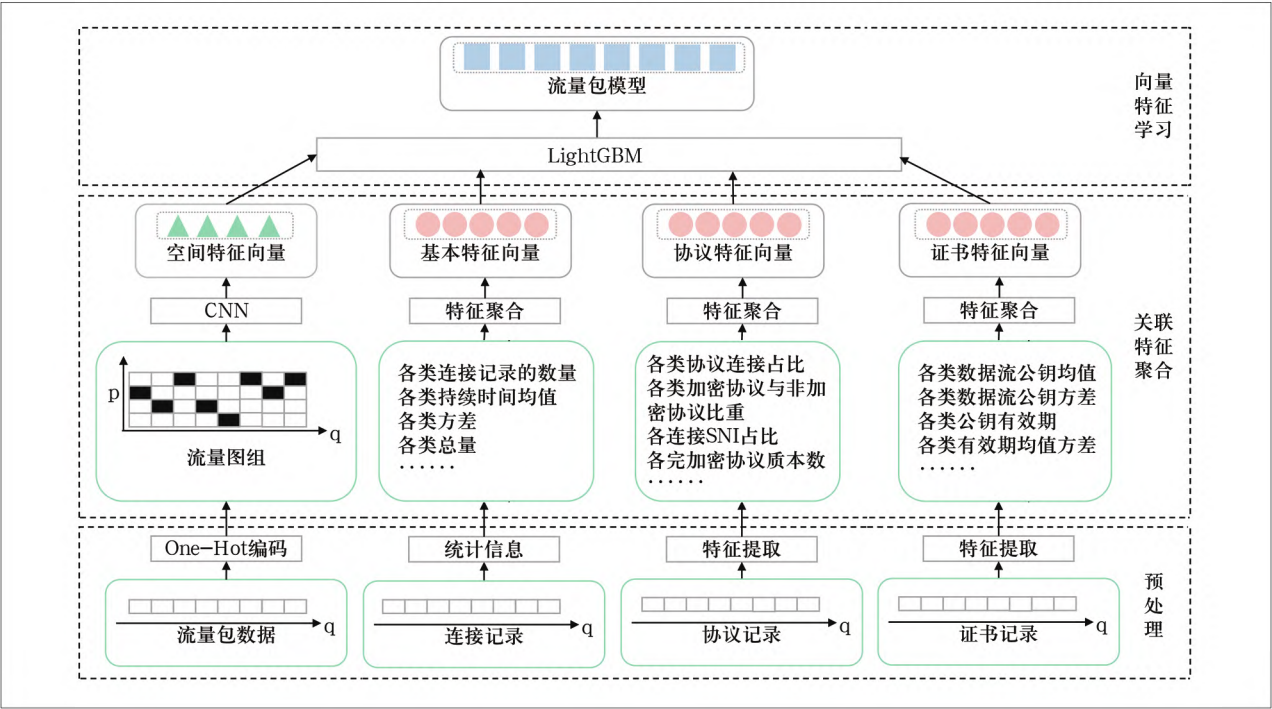 流量包模型
向量
特征
学习
LightGBM
空间特征向量
基本特征向量
协议特征向量
证书特征向量
CNN
特征聚合
特征聚合
特征聚合
关联
特征
聚合
p
q
流量图组
各类连接记录的数量
各类持续时间均值
各类方差
各类总量
······
各类协议连接占比
各类加密协议与非加
密协议比重
各连接SNI占比
各完加密协议质本数
······
各类数据流公钥均值
各类数据流公钥方差
各类公钥有效期
各类有效期均值方差
······
One-Hot编码
统计信息
特征提取
特征提取
预
处
理
流量包数据
q
连接记录
q
协议记录
q
证书记录
q